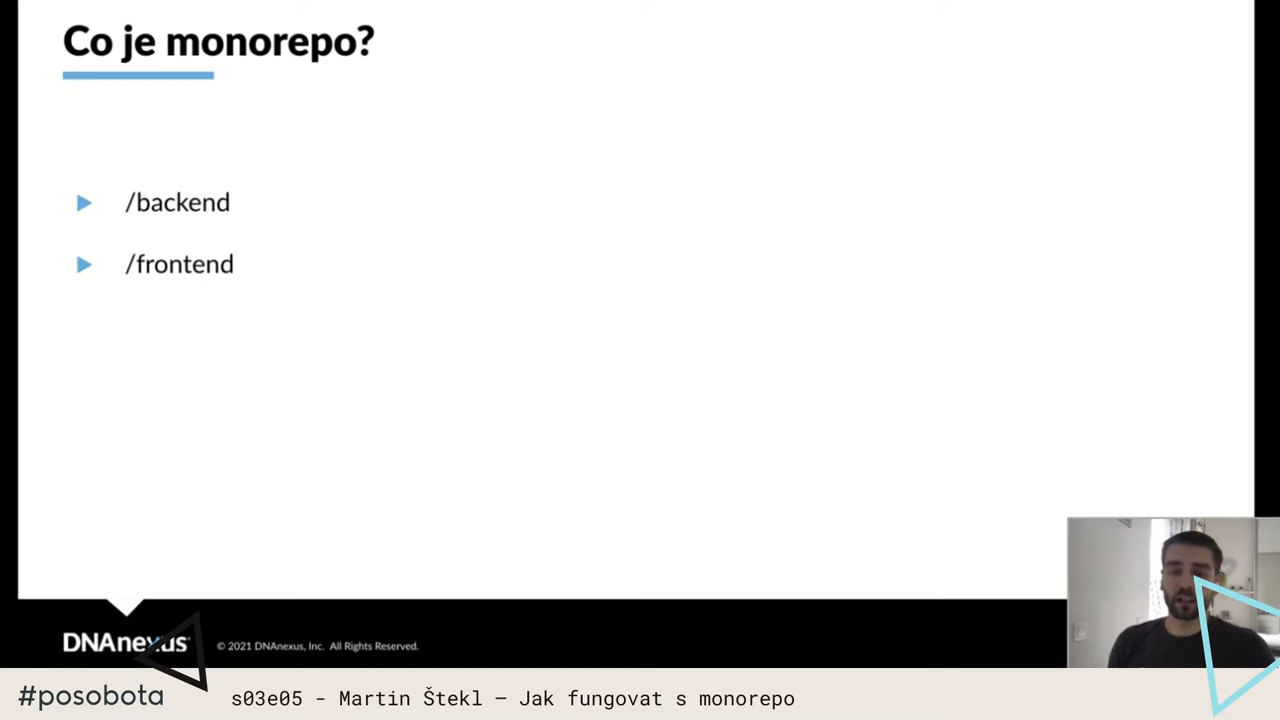 Co je monorepo?
/backend
/frontend
DNAnexus
© 2021 DNAnexus, Inc. All Rights Reserved.
#posobota
s03e05 - Martin Štekl – Jak fungovat s monorepo